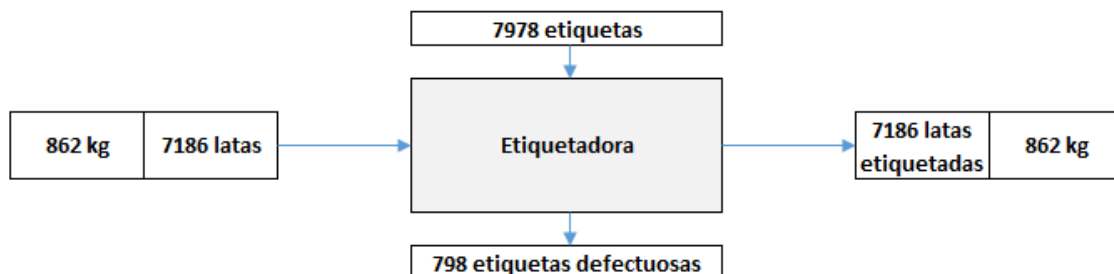 7978 etiquetas
862 kg
7186 latas
Etiquetadora
7186 latas
etiquetadas
862 kg
798 etiquetas defectuosas